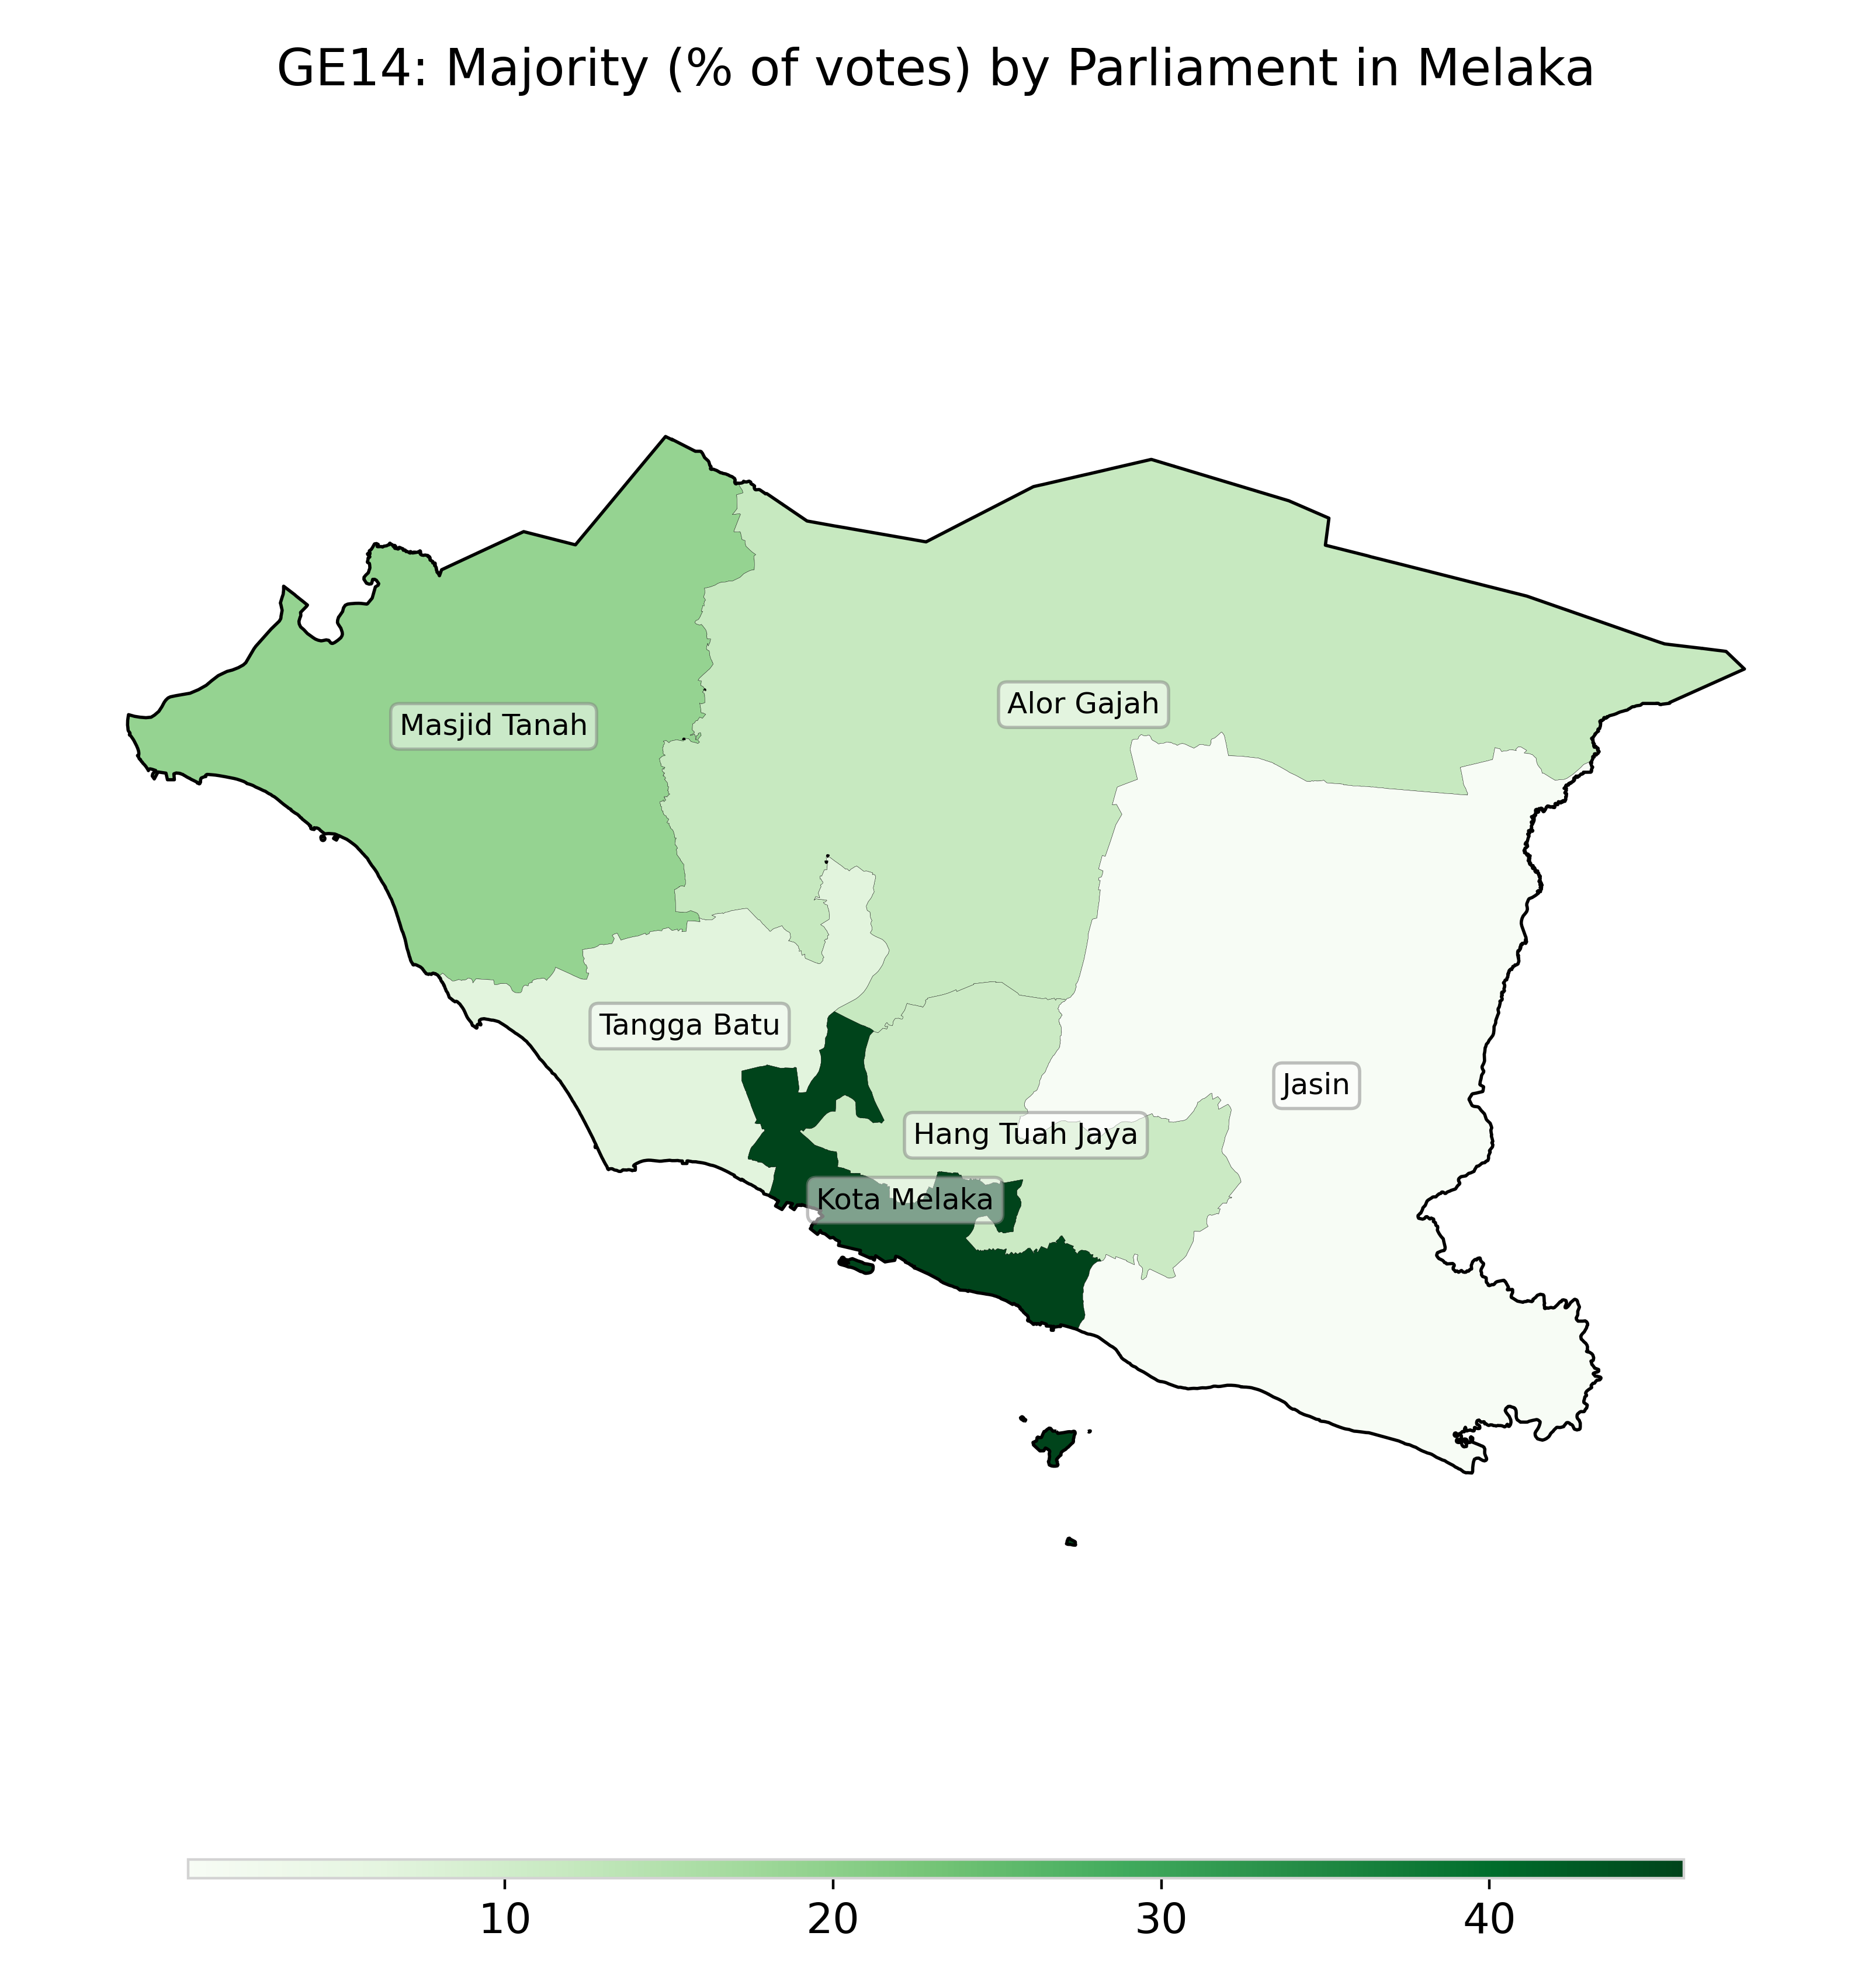 GE14: Majority (% of votes) by Parliament in Melaka
Alor Gajah
Masjid Tanah
Tangga Batu
Jasin
Hang Tuah Jaya
Kota Melaka
10 20 30 40